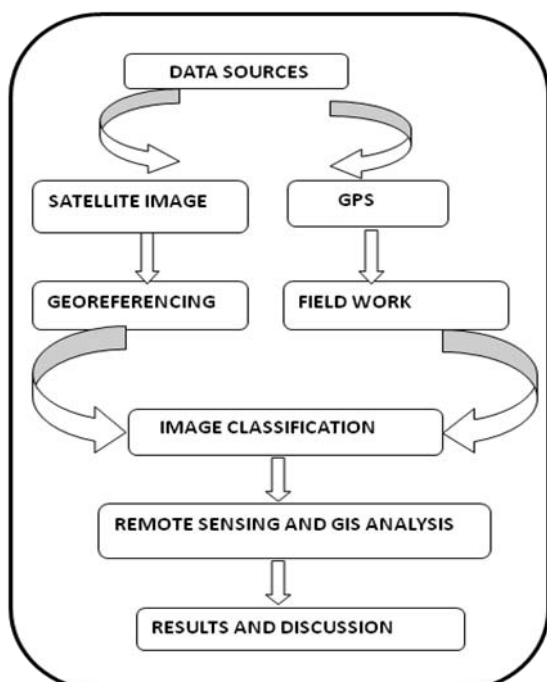 DATA SOURCES
SATELLITE IMAGE
GPS
GEOREFERENCING
FIELD WORK
IMAGE CLASSIFICATION
REMOTE SENSING AND GIS ANALYSIS
RESULTS AND DISCUSSION